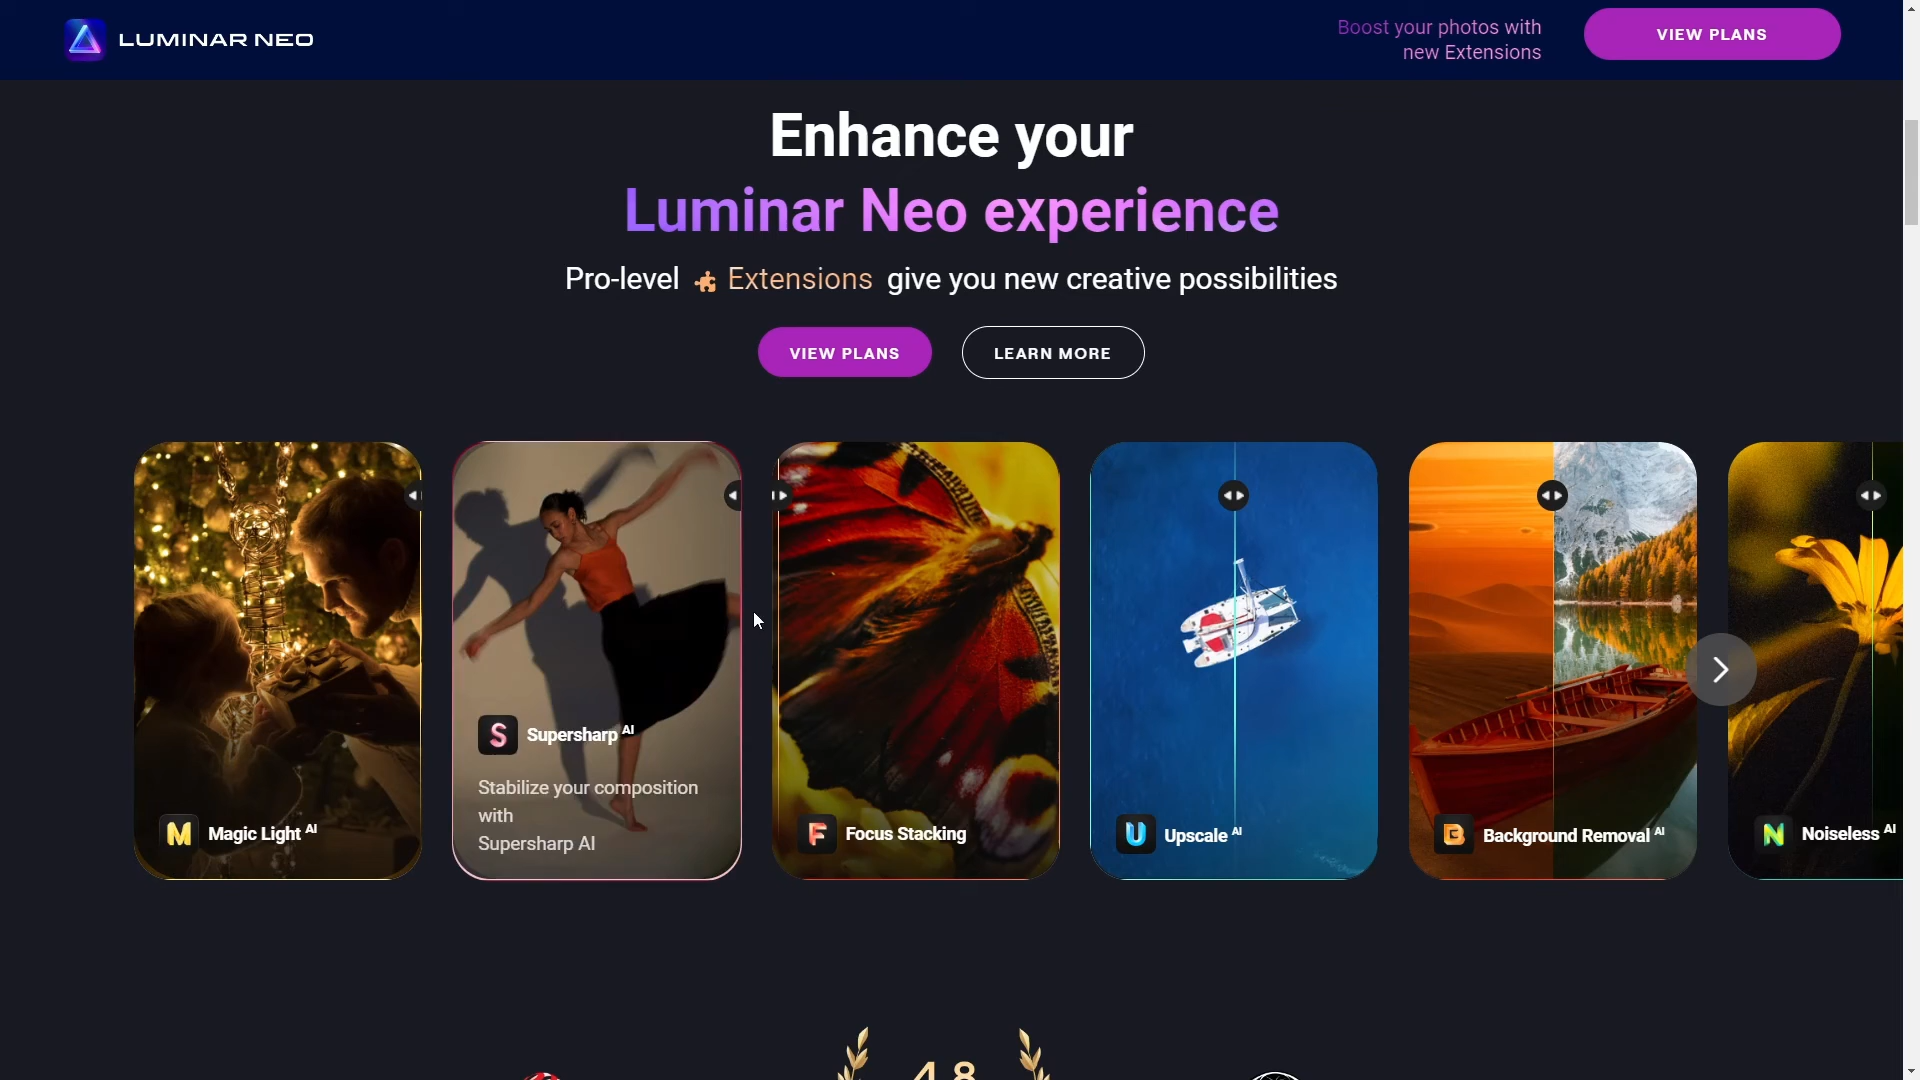 LUMINAR NEO
Boost your photos with
new Extensions
VIEW PLANS
Enhance your
Luminar Neo experience
Pro-level Extensions give you new creative possibilities
VIEW PLANS
LEARN MORE
S Supersharp AI
Stabilize your composition
with
Supersharp AI
M Magic Light AI
F Focus Stacking
U Upscale AI
B Background Removal AI
N Noiseless AI
4.8